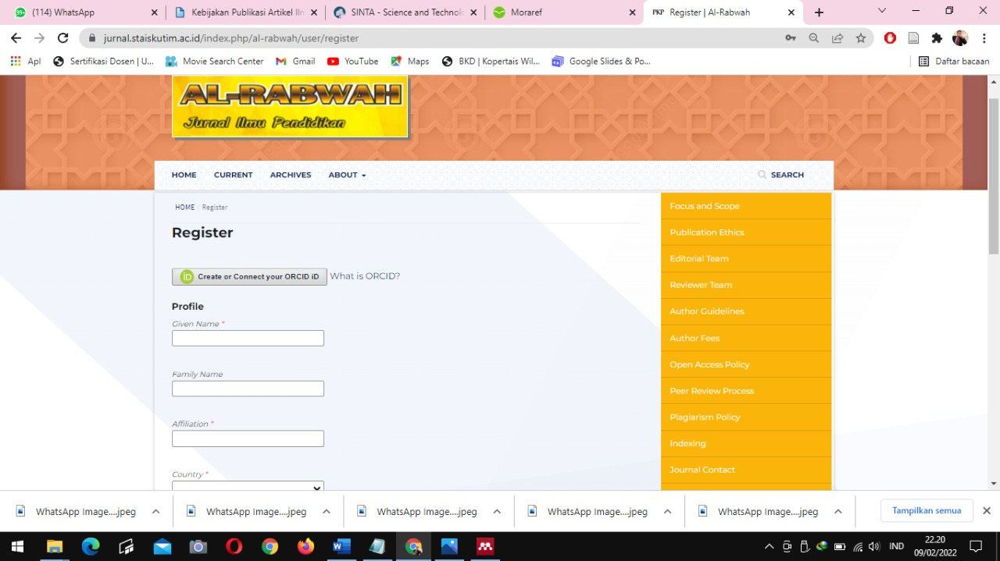 (114) WhatsApp
Kebijakan Publikasi Artikel Iln
SINTA - Science and Technolo
Moraref
PKP Register | Al-Rabwah
jurnal.staiskutim.ac.id/index.php/al-rabwah/user/register
Apl
Sertifikasi Dosen | U...
Movie Search Center
Gmail
YouTube
Maps
BKD | Kopertais Wil...
Google Slides & Po...
Daftar bacaan
AL-RABWAH
Jurnal Ilmu Pendidikan
HOME CURRENT ARCHIVES ABOUT
SEARCH
HOME / Register
Register
iD Create or Connect your ORCID iD What is ORCID?
Profile
Given Name *
Family Name
Affiliation *
Country *
Focus and Scope
Publication Ethics
Editorial Team
Reviewer Team
Author Guidelines
Author Fees
Open Access Policy
Peer Review Process
Plagiarism Policy
Indexing
Journal Contact
WhatsApp Image....jpeg
WhatsApp Image....jpeg
WhatsApp Image....jpeg
WhatsApp Image....jpeg
WhatsApp Image....jpeg
Tampilkan semua
IND
22.20
09/02/2022